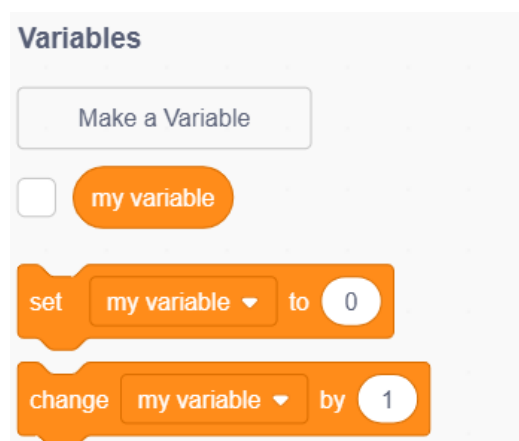 Variables
Make a Variable
my variable
set my variable to 0
change my variable by 1